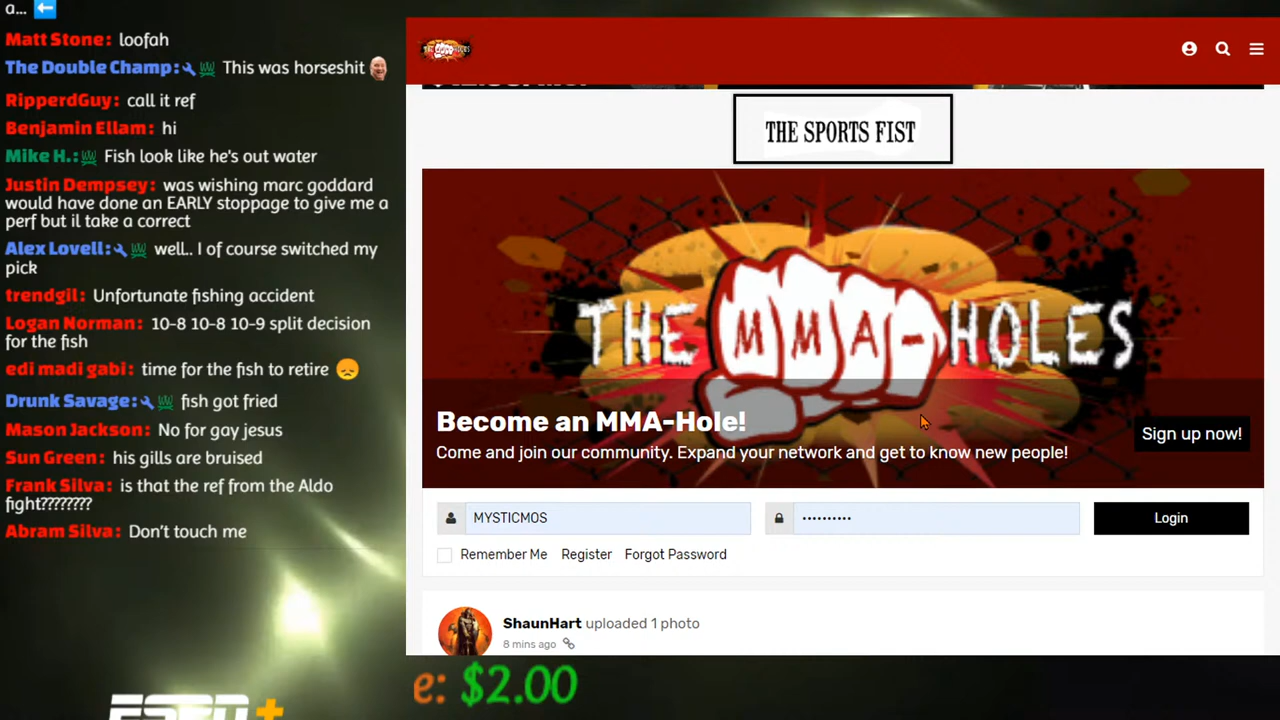 a...
Matt Stone: loofah
The Double Champ: This was horseshit
RipperdGuy: call it ref
Benjamin Ellam: hi
Mike H.: Fish look like he's out water
Justin Dempsey: was wishing marc goddard
would have done an EARLY stoppage to give me a
perf but il take a correct
Alex Lovell: well.. I of course switched my
pick
trendgil: Unfortunate fishing accident
Logan Norman: 10-8 10-8 10-9 split decision
for the fish
edi madi gabi: time for the fish to retire
Drunk Savage: fish got fried
Mason Jackson: No for gay jesus
Sun Green: his gills are bruised
Frank Silva: is that the ref from the Aldo
fight????????
Abram Silva: Don't touch me
THE MMA-HOLES
THE SPORTS FIST
THE MMA-HOLES
Become an MMA-Hole!
Come and join our community. Expand your network and get to know new people!
Sign up now!
MYSTICMOS
••••••••••
Login
Remember Me Register Forgot Password
ShaunHart uploaded 1 photo
8 mins ago
e: $2.00
ESPN+